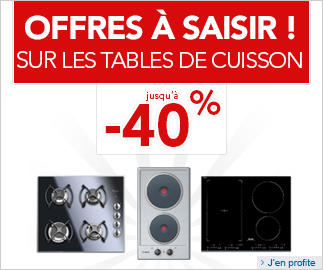 OFFRES À SAISIR !
SUR LES TABLES DE CUISSON
jusqu'à
-40%
> J'en profite